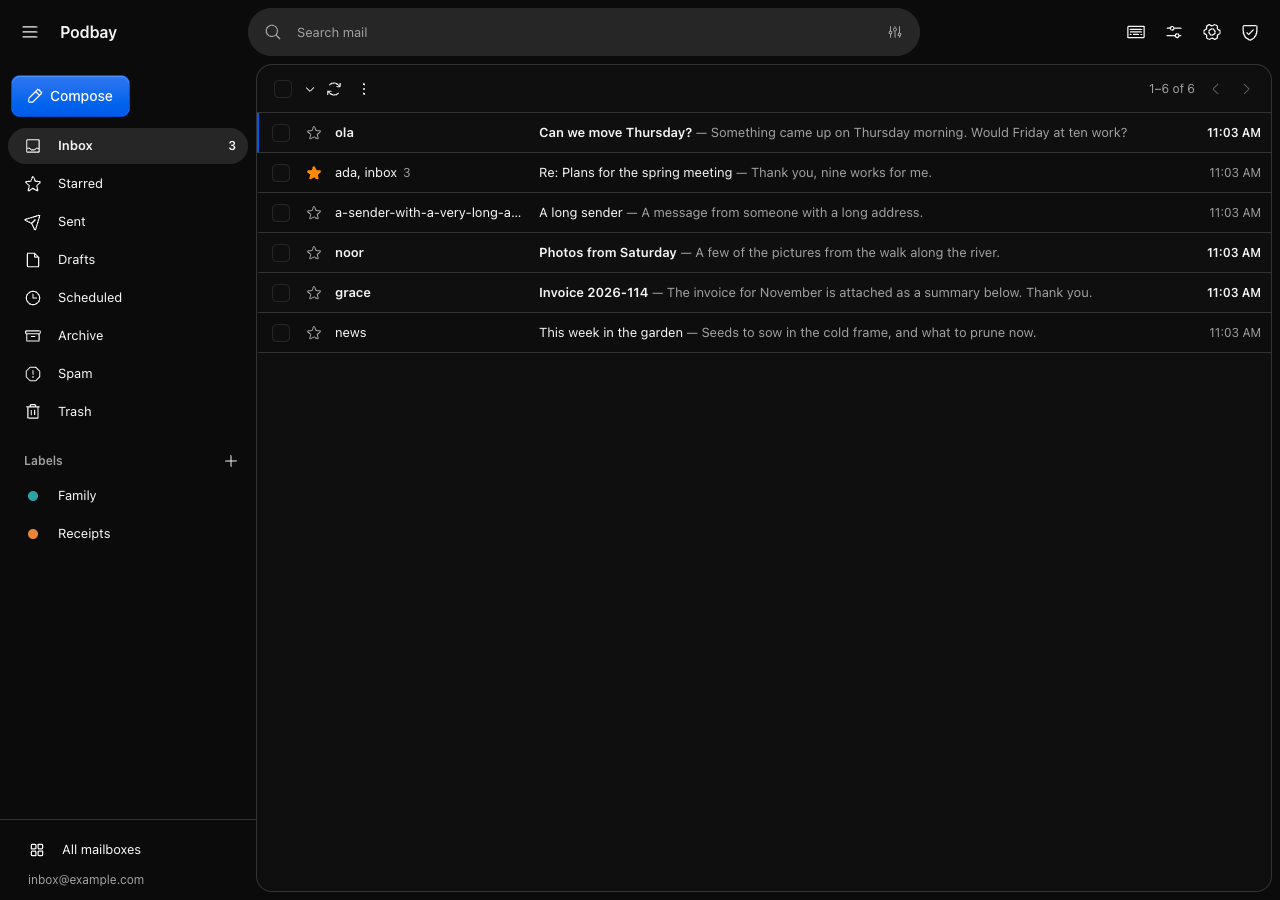 Podbay
Search mail
Compose
1–6 of 6
Inbox 3
Starred
Sent
Drafts
Scheduled
Archive
Spam
Trash
Labels
Family
Receipts
All mailboxes
inbox@example.com
ola Can we move Thursday? — Something came up on Thursday morning. Would Friday at ten work? 11:03 AM
ada, inbox 3 Re: Plans for the spring meeting — Thank you, nine works for me. 11:03 AM
a-sender-with-a-very-long-a... A long sender — A message from someone with a long address. 11:03 AM
noor Photos from Saturday — A few of the pictures from the walk along the river. 11:03 AM
grace Invoice 2026-114 — The invoice for November is attached as a summary below. Thank you. 11:03 AM
news This week in the garden — Seeds to sow in the cold frame, and what to prune now. 11:03 AM